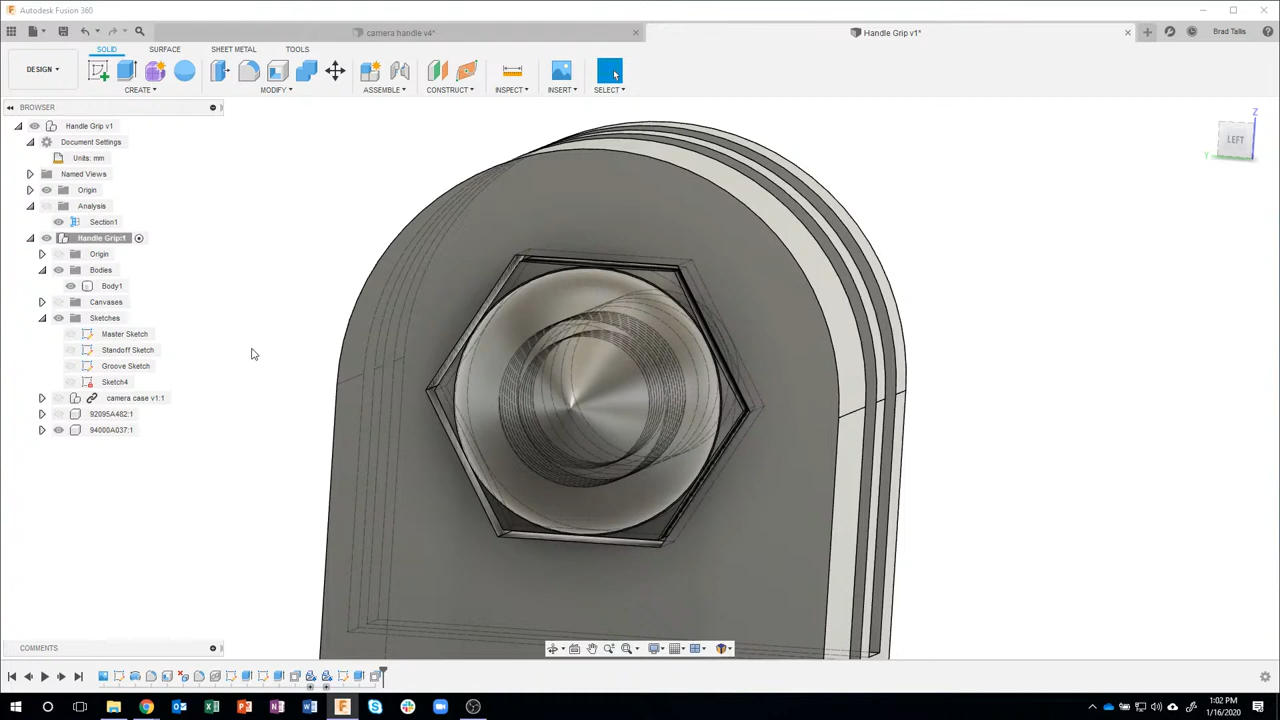 Autodesk Fusion 360
camera handle v4*
Handle Grip v1*
Brad Tallis
SOLID
SURFACE
SHEET METAL
TOOLS
DESIGN
CREATE
MODIFY
ASSEMBLE
CONSTRUCT
INSPECT
INSERT
SELECT
BROWSER
Handle Grip v1
Document Settings
Units: mm
Named Views
Origin
Analysis
Section1
Handle Grip:1
Origin
Bodies
Body1
Canvases
Sketches
Master Sketch
Standoff Sketch
Groove Sketch
Sketch4
camera case v1:1
92095A482:1
94000A037:1
Z
LEFT
Y
COMMENTS
1:02 PM
1/16/2020